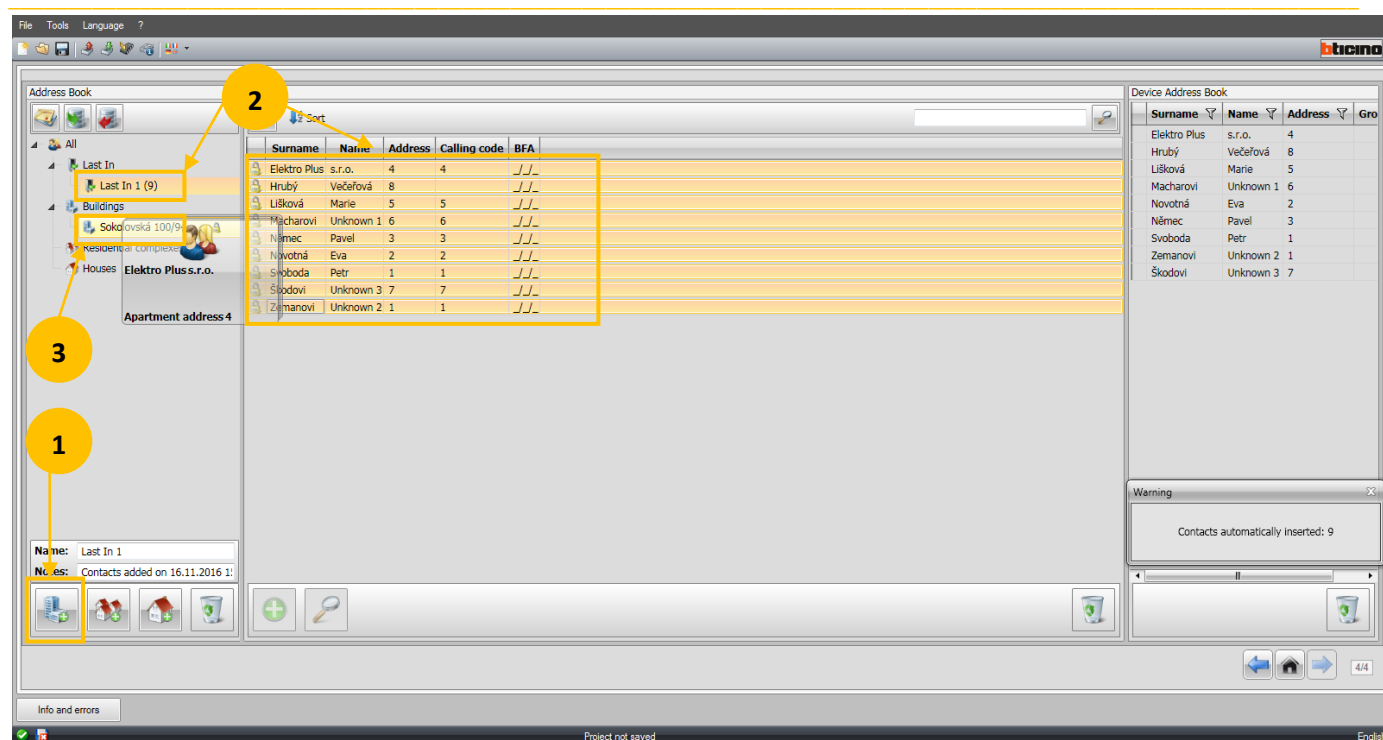 File Tools Language ?
bticino
Address Book
2
Sort
Surname Name Address Calling code BFA
Elektro Plus s.r.o. 4 4 _/_/_
Hrubý Večeřová 8 _/_/_
Lišková Marie 5 5 _/_/_
Macharovi Unknown 1 6 6 _/_/_
Němec Pavel 3 3 _/_/_
Novotná Eva 2 2 _/_/_
Svoboda Petr 1 1 _/_/_
Škodovi Unknown 3 7 7 _/_/_
Zemanovi Unknown 2 1 1 _/_/_
All
Last In
Last In 1 (9)
Buildings
Sokolovská 100/94
Residential complexes
Houses
Elektro Plus s.r.o.
Apartment address 4
3
1
Name: Last In 1
Notes: Contacts added on 16.11.2016 1
Device Address Book
Surname Name Address Gro
Elektro Plus s.r.o. 4
Hrubý Večeřová 8
Lišková Marie 5
Macharovi Unknown 1 6
Novotná Eva 2
Němec Pavel 3
Svoboda Petr 1
Zemanovi Unknown 2 1
Škodovi Unknown 3 7
Warning
Contacts automatically inserted: 9
4/4
Info and errors
Project not saved
English